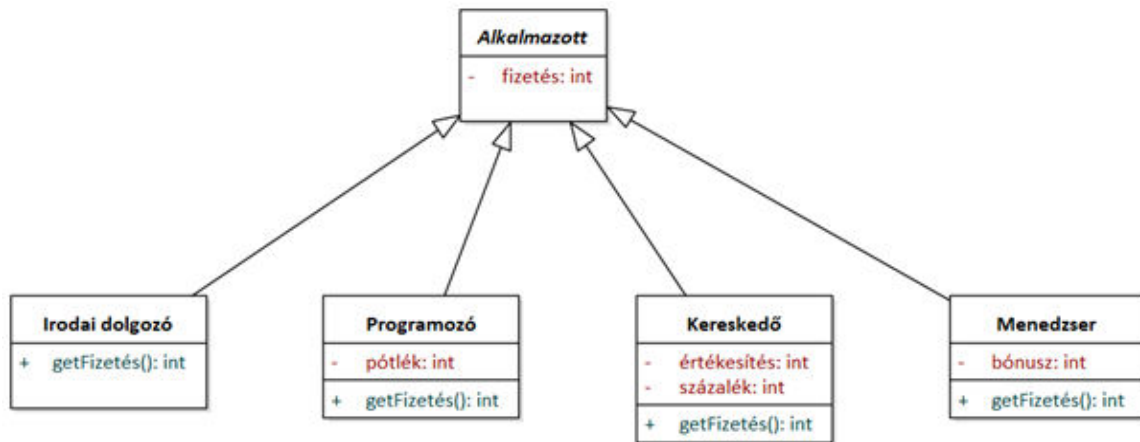 Alkalmazott
- fizetés: int
Irodai dolgozó
+ getFizetés(): int
Programozó
- pótlék: int
+ getFizetés(): int
Kereskedő
- értékesítés: int
- százalék: int
+ getFizetés(): int
Menedzser
- bónusz: int
+ getFizetés(): int